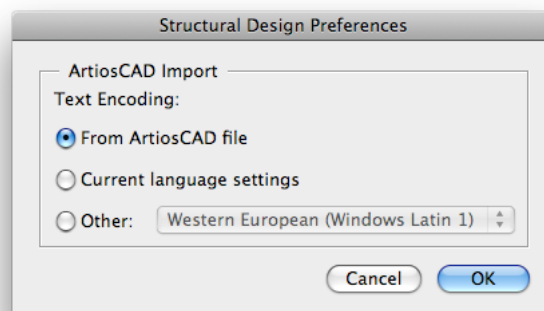 Structural Design Preferences
ArtiosCAD Import
Text Encoding:
From ArtiosCAD file
Current language settings
Other: Western European (Windows Latin 1)
Cancel OK